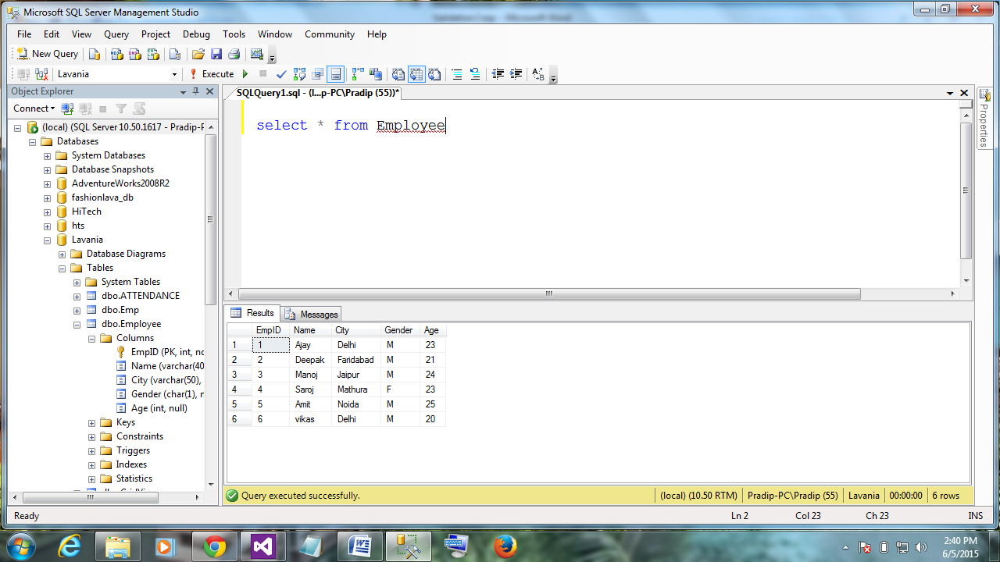 Microsoft SQL Server Management Studio
File Edit View Query Project Debug Tools Window Community Help
New Query
Lavania Execute
Object Explorer
Connect
(local) (SQL Server 10.50.1617 - Pradip-P
Databases
System Databases
Database Snapshots
AdventureWorks2008R2
fashionlava_db
HiTech
hts
Lavania
Database Diagrams
Tables
System Tables
dbo.ATTENDANCE
dbo.Emp
dbo.Employee
Columns
EmpID (PK, int, no
Name (varchar(40
City (varchar(50),
Gender (char(1), n
Age (int, null)
Keys
Constraints
Triggers
Indexes
Statistics
SQLQuery1.sql - (l...p-PC\Pradip (55))*
select * from Employee
Properties
Results Messages
EmpID Name City Gender Age
1 1 Ajay Delhi M 23
2 2 Deepak Faridabad M 21
3 3 Manoj Jaipur M 24
4 4 Saroj Mathura F 23
5 5 Amit Noida M 25
6 6 vikas Delhi M 20
Query executed successfully. (local) (10.50 RTM) Pradip-PC\Pradip (55) Lavania 00:00:00 6 rows
Ready Ln 2 Col 23 Ch 23 INS
2:40 PM
6/5/2015